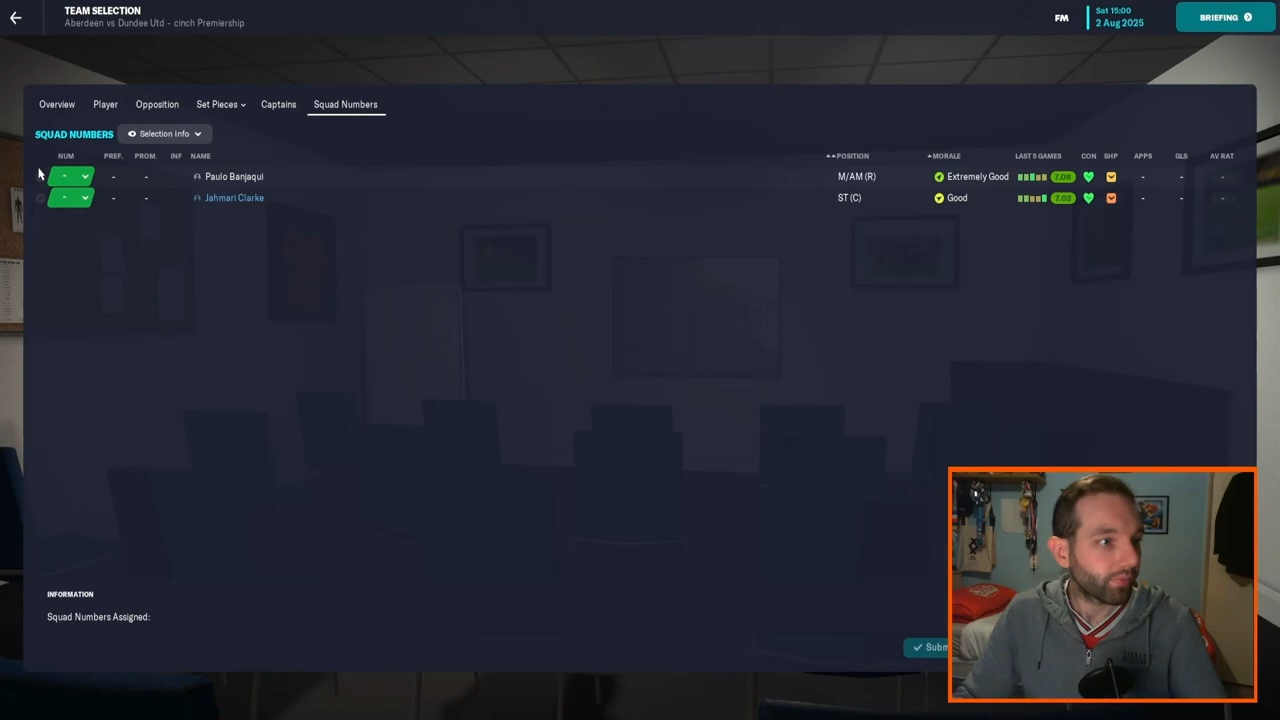 TEAM SELECTION
Aberdeen vs Dundee Utd - cinch Premiership
FM
Sat 15:00
2 Aug 2025
BRIEFING
Overview Player Opposition Set Pieces Captains Squad Numbers
SQUAD NUMBERS Selection Info
NUM PREF. PROM. INF NAME POSITION MORALE LAST 5 GAMES CON SHP APPS GLS AV RAT
- - - Paulo Banjaqui M/AM (R) Extremely Good 7.08 - - -
- - - Jahmari Clarke ST (C) Good 7.02 - - -
INFORMATION
Squad Numbers Assigned: